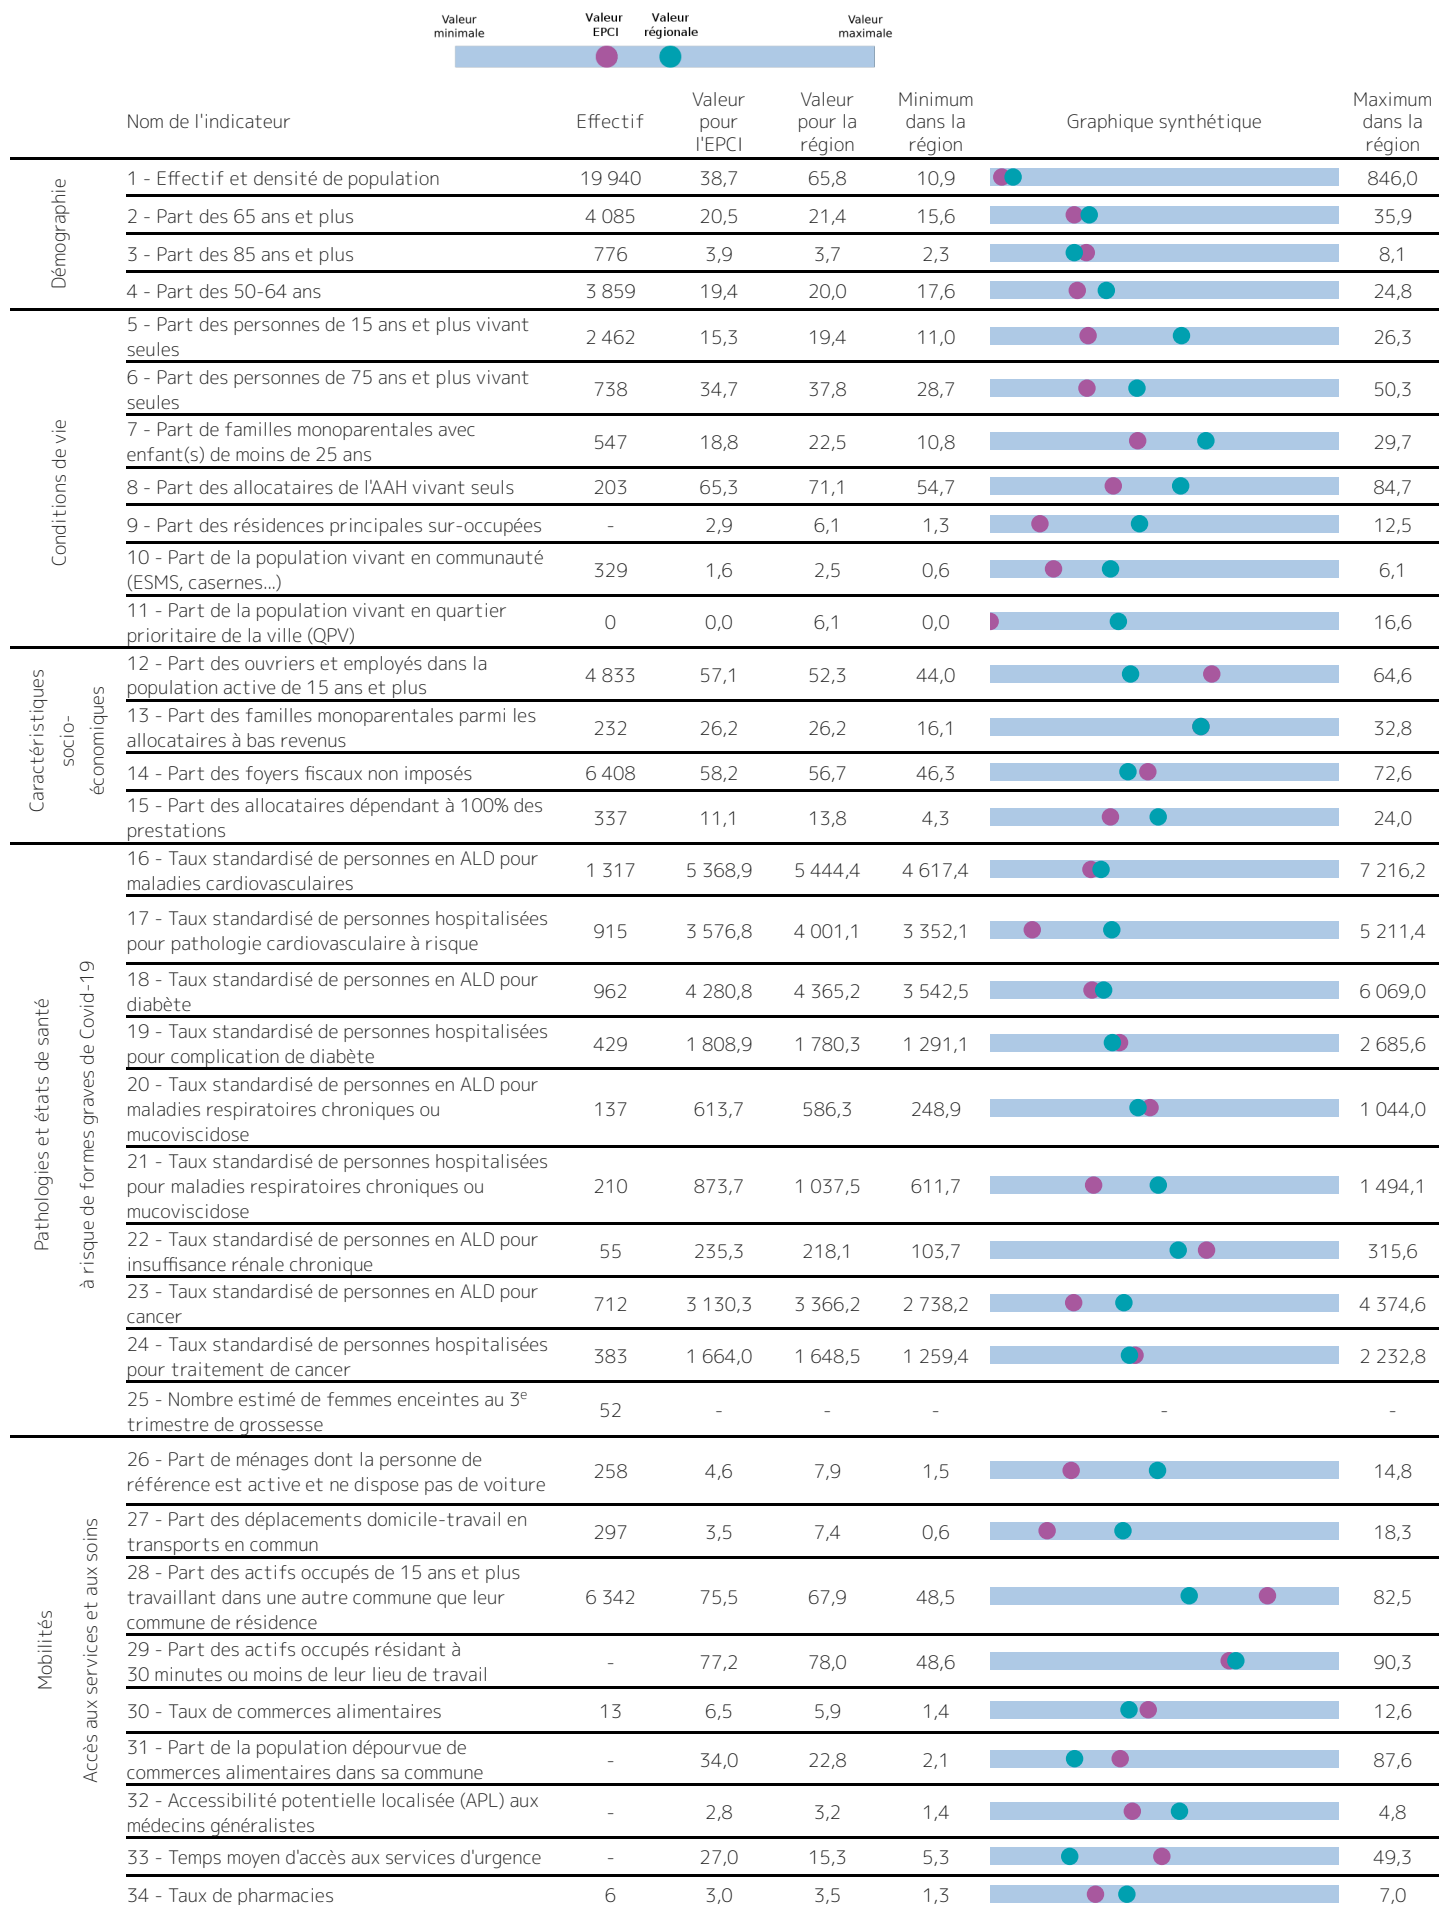 Valeur minimale
Valeur EPCI
Valeur régionale
Valeur maximale
Nom de l'indicateur Effectif Valeur pour l'EPCI Valeur pour la région Minimum dans la région Graphique synthétique Maximum dans la région
Démographie
1 - Effectif et densité de population 19 940 38,7 65,8 10,9 846,0
2 - Part des 65 ans et plus 4 085 20,5 21,4 15,6 35,9
3 - Part des 85 ans et plus 776 3,9 3,7 2,3 8,1
4 - Part des 50-64 ans 3 859 19,4 20,0 17,6 24,8
Conditions de vie
5 - Part des personnes de 15 ans et plus vivant
seules 2 462 15,3 19,4 11,0 26,3
6 - Part des personnes de 75 ans et plus vivant
seules 738 34,7 37,8 28,7 50,3
7 - Part de familles monoparentales avec
enfant(s) de moins de 25 ans 547 18,8 22,5 10,8 29,7
8 - Part des allocataires de l'AAH vivant seuls 203 65,3 71,1 54,7 84,7
9 - Part des résidences principales sur-occupées - 2,9 6,1 1,3 12,5
10 - Part de la population vivant en communauté
(ESMS, casernes...) 329 1,6 2,5 0,6 6,1
11 - Part de la population vivant en quartier
prioritaire de la ville (QPV) 0 0,0 6,1 0,0 16,6
Caractéristiques
socio-
économiques
12 - Part des ouvriers et employés dans la
population active de 15 ans et plus 4 833 57,1 52,3 44,0 64,6
13 - Part des familles monoparentales parmi les
allocataires à bas revenus 232 26,2 26,2 16,1 32,8
14 - Part des foyers fiscaux non imposés 6 408 58,2 56,7 46,3 72,6
15 - Part des allocataires dépendant à 100% des
prestations 337 11,1 13,8 4,3 24,0
Pathologies et états de santé
à risque de formes graves de Covid-19
16 - Taux standardisé de personnes en ALD pour
maladies cardiovasculaires 1 317 5 368,9 5 444,4 4 617,4 7 216,2
17 - Taux standardisé de personnes hospitalisées
pour pathologie cardiovasculaire à risque 915 3 576,8 4 001,1 3 352,1 5 211,4
18 - Taux standardisé de personnes en ALD pour
diabète 962 4 280,8 4 365,2 3 542,5 6 069,0
19 - Taux standardisé de personnes hospitalisées
pour complication de diabète 429 1 808,9 1 780,3 1 291,1 2 685,6
20 - Taux standardisé de personnes en ALD pour
maladies respiratoires chroniques ou
mucoviscidose 137 613,7 586,3 248,9 1 044,0
21 - Taux standardisé de personnes hospitalisées
pour maladies respiratoires chroniques ou
mucoviscidose 210 873,7 1 037,5 611,7 1 494,1
22 - Taux standardisé de personnes en ALD pour
insuffisance rénale chronique 55 235,3 218,1 103,7 315,6
23 - Taux standardisé de personnes en ALD pour
cancer 712 3 130,3 3 366,2 2 738,2 4 374,6
24 - Taux standardisé de personnes hospitalisées
pour traitement de cancer 383 1 664,0 1 648,5 1 259,4 2 232,8
25 - Nombre estimé de femmes enceintes au 3e
trimestre de grossesse 52 - - - - -
Mobilités
Accès aux services et aux soins
26 - Part de ménages dont la personne de
référence est active et ne dispose pas de voiture 258 4,6 7,9 1,5 14,8
27 - Part des déplacements domicile-travail en
transports en commun 297 3,5 7,4 0,6 18,3
28 - Part des actifs occupés de 15 ans et plus
travaillant dans une autre commune que leur
commune de résidence 6 342 75,5 67,9 48,5 82,5
29 - Part des actifs occupés résidant à
30 minutes ou moins de leur lieu de travail - 77,2 78,0 48,6 90,3
30 - Taux de commerces alimentaires 13 6,5 5,9 1,4 12,6
31 - Part de la population dépourvue de
commerces alimentaires dans sa commune - 34,0 22,8 2,1 87,6
32 - Accessibilité potentielle localisée (APL) aux
médecins généralistes - 2,8 3,2 1,4 4,8
33 - Temps moyen d'accès aux services d'urgence - 27,0 15,3 5,3 49,3
34 - Taux de pharmacies 6 3,0 3,5 1,3 7,0